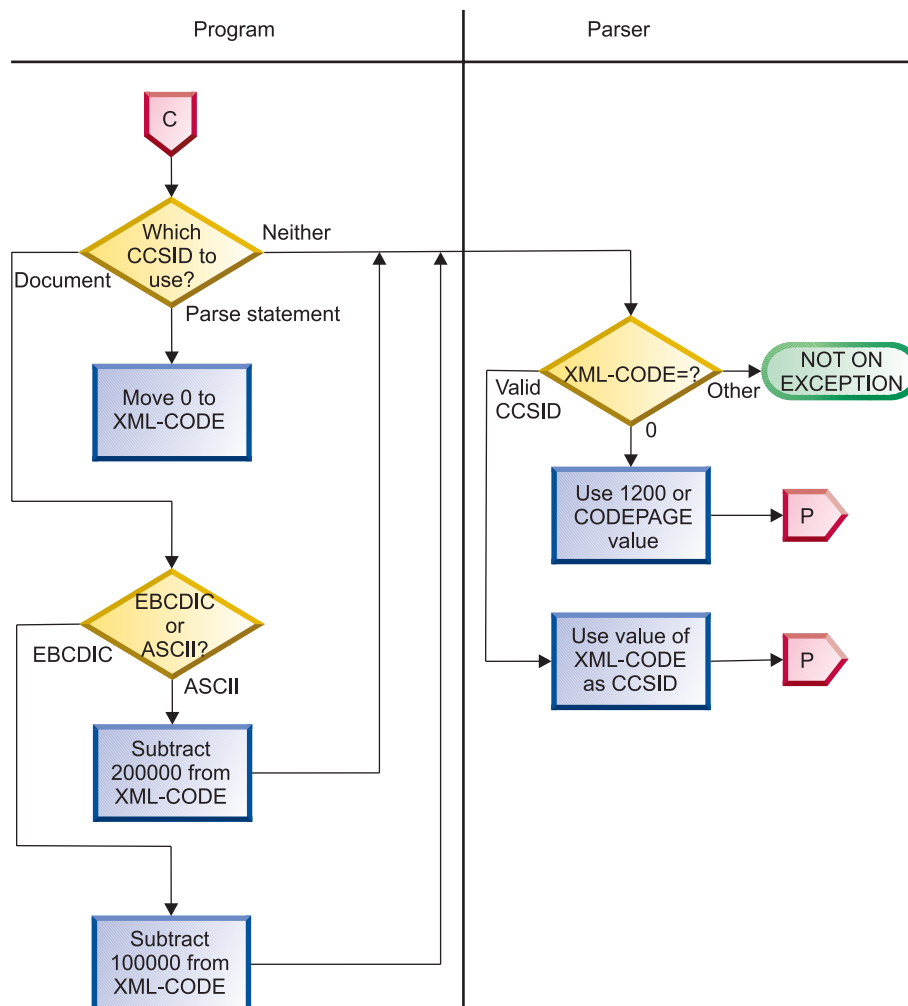 Program
Parser
C
Which
CCSID to
use?
Neither
Document
Parse statement
Move 0 to
XML-CODE
XML-CODE=?
Valid
CCSID
Other
NOT ON
EXCEPTION
0
Use 1200 or
CODEPAGE
value
P
EBCDIC
or
ASCII?
EBCDIC
ASCII
Use value of
XML-CODE
as CCSID
P
Subtract
200000 from
XML-CODE
Subtract
100000 from
XML-CODE